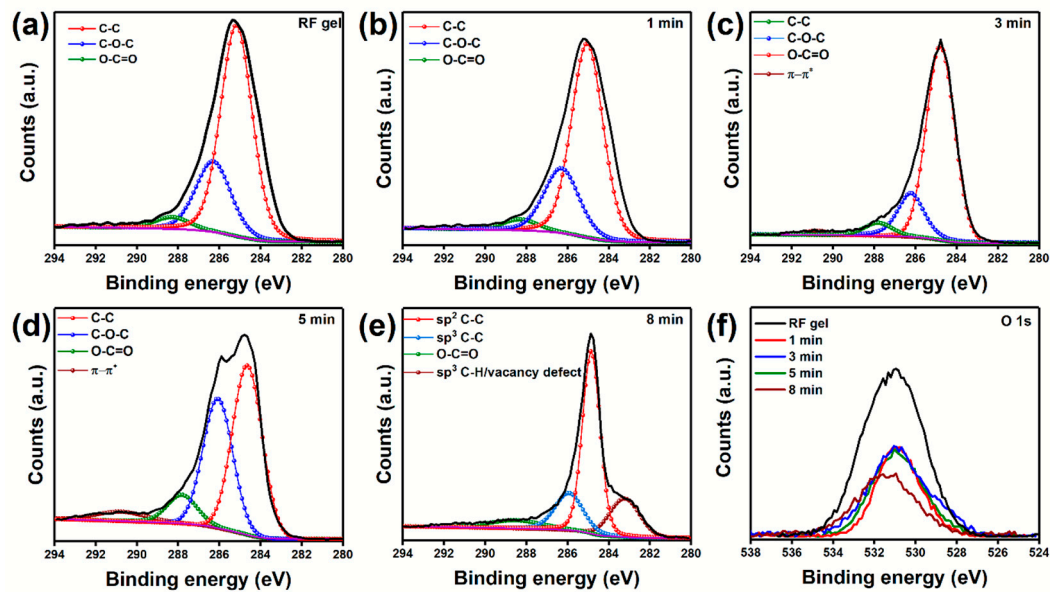 (a)
RF gel
C-C
C-O-C
O-C=O
Counts (a.u.)
294 292 290 288 286 284 282 280
Binding energy (eV)
(b)
1 min
C-C
C-O-C
O-C=O
Counts (a.u.)
294 292 290 288 286 284 282 280
Binding energy (eV)
(c)
3 min
C-C
C-O-C
O-C=O
π-π*
Counts (a.u.)
294 292 290 288 286 284 282 280
Binding energy (eV)
(d)
5 min
C-C
C-O-C
O-C=O
π-π*
Counts (a.u.)
294 292 290 288 286 284 282 280
Binding energy (eV)
(e)
8 min
sp² C-C
sp³ C-C
O-C=O
sp³ C-H/vacancy defect
Counts (a.u.)
294 292 290 288 286 284 282 280
Binding energy (eV)
(f)
O 1s
RF gel
1 min
3 min
5 min
8 min
Counts (a.u.)
538 536 534 532 530 528 526 524
Binding energy (eV)